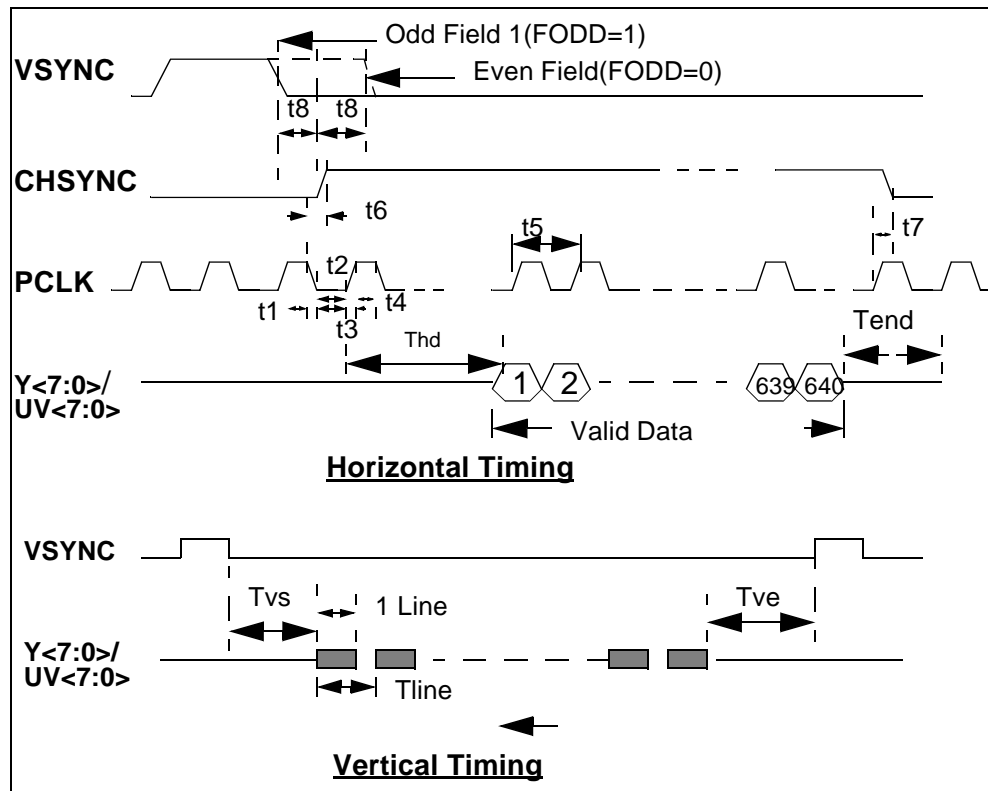 Odd Field 1(FODD=1)
VSYNC
Even Field(FODD=0)
t8 t8
CHSYNC
t6
t5
t7
PCLK
t2
t1
t4
t3
Thd
Tend
Y<7:0>/
UV<7:0>
1 2
639 640
Valid Data
Horizontal Timing
VSYNC
Tvs
1 Line
Tve
Y<7:0>/
UV<7:0>
Tline
Vertical Timing